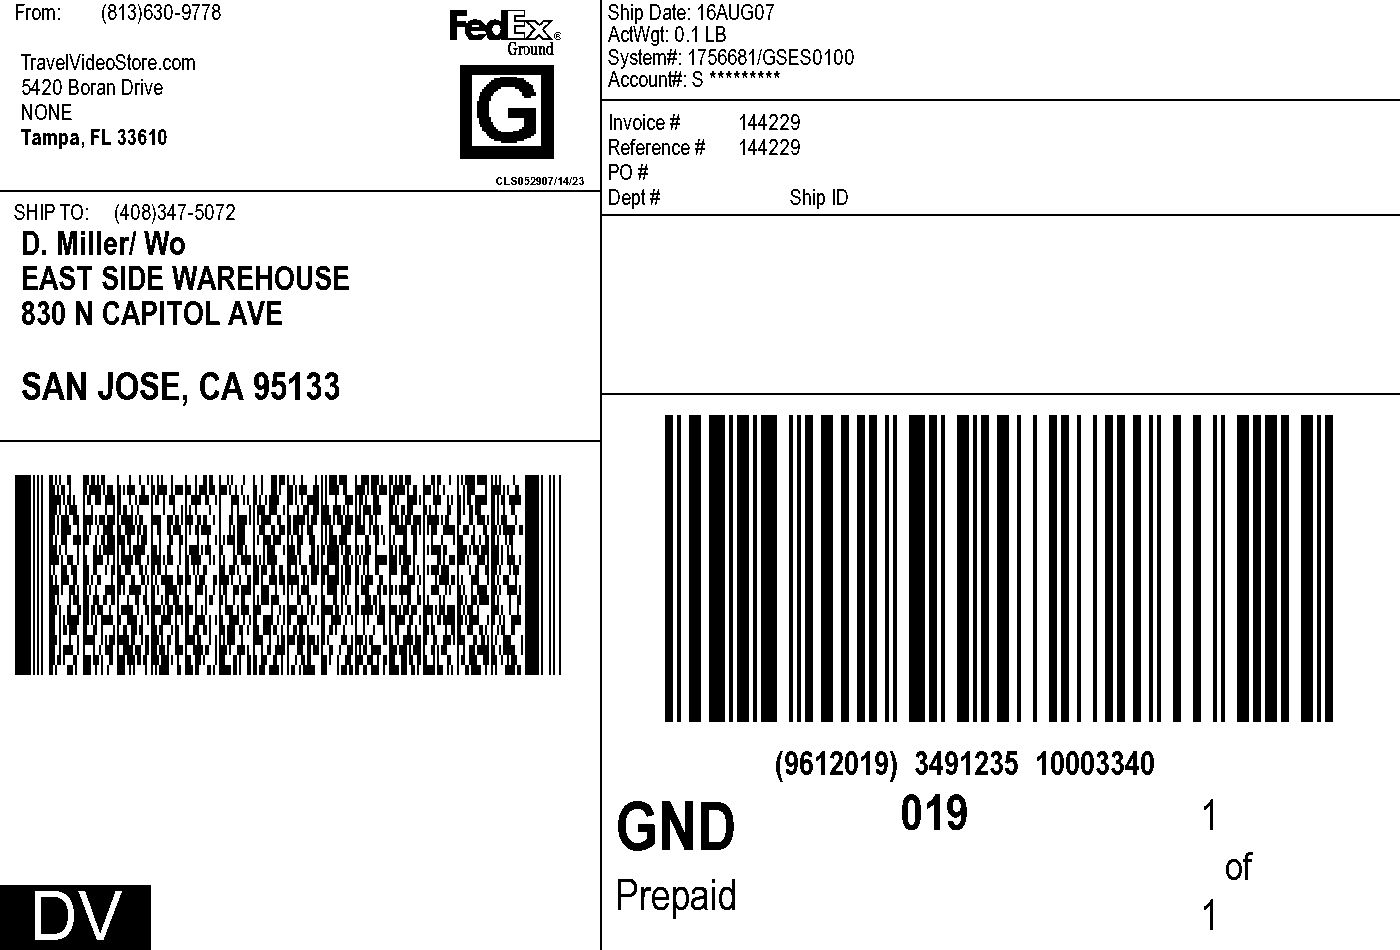 From: (813)630-9778
TravelVideoStore.com
5420 Boran Drive
NONE
Tampa, FL 33610
FedEx®
Ground
G
CLS052907/14/23
SHIP TO: (408)347-5072
D. Miller/ Wo
EAST SIDE WAREHOUSE
830 N CAPITOL AVE
SAN JOSE, CA 95133
DV
Ship Date: 16AUG07
ActWgt: 0.1 LB
System#: 1756681/GSES0100
Account#: S *********
Invoice # 144229
Reference # 144229
PO #
Dept # Ship ID
(9612019) 3491235 10003340
GND 019 1
of
Prepaid 1